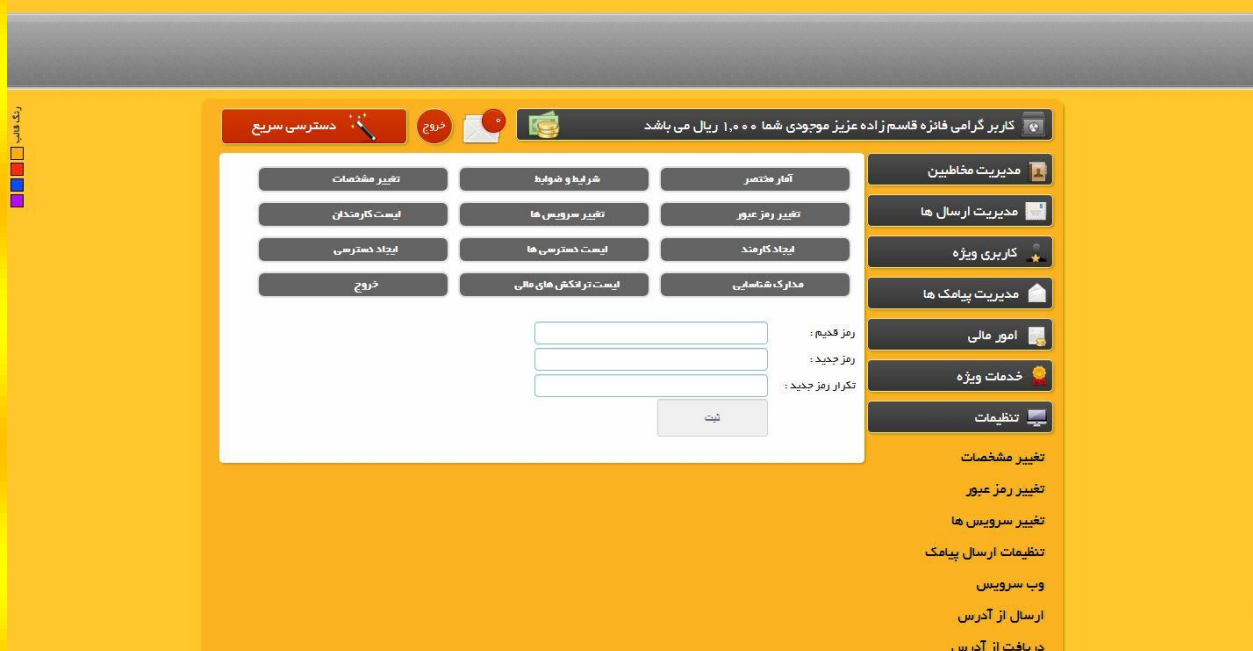 رنگ قالب
کاربر گرامی فائزه قاسم زاده عزیز موجودی شما ۱,۰۰۰ ریال می باشد
۰
خروج
دسترسی سریع
مدیریت مخاطبین
مدیریت ارسال ها
کاربری ویژه
مدیریت پیامک ها
امور مالی
خدمات ویژه
تنظیمات
تغییر مشخصات
تغییر رمز عبور
تغییر سرویس ها
تنظیمات ارسال پیامک
وب سرویس
ارسال از آدرس
دریافت از آدرس
آمار مختصر
شرایط و ضوابط
تغییر مشخصات
تغییر رمز عبور
تغییر سرویس ها
لیست کارمندان
ایجاد کارمند
لیست دسترسی ها
ایجاد دسترسی
مدارک شناسایی
لیست تراکنش های مالی
خروج
رمز قدیم :
رمز جدید :
تکرار رمز جدید :
ثبت